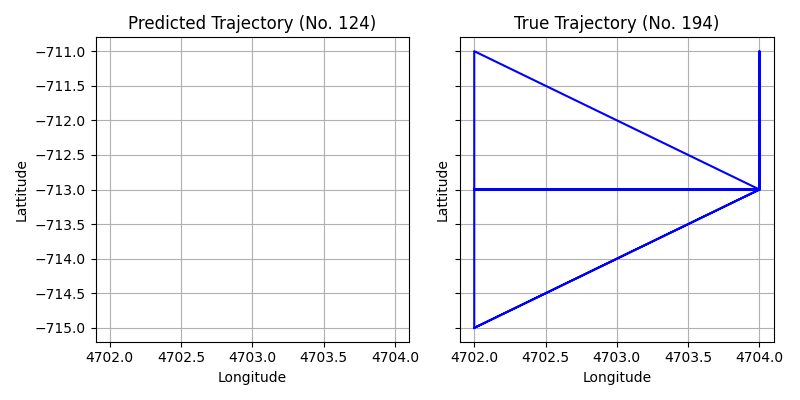 Predicted Trajectory (No. 124)
−711.0
−711.5
−712.0
−712.5
−713.0
−713.5
−714.0
−714.5
−715.0
Lattitude
4702.0 4702.5 4703.0 4703.5 4704.0
Longitude
True Trajectory (No. 194)
Lattitude
4702.0 4702.5 4703.0 4703.5 4704.0
Longitude